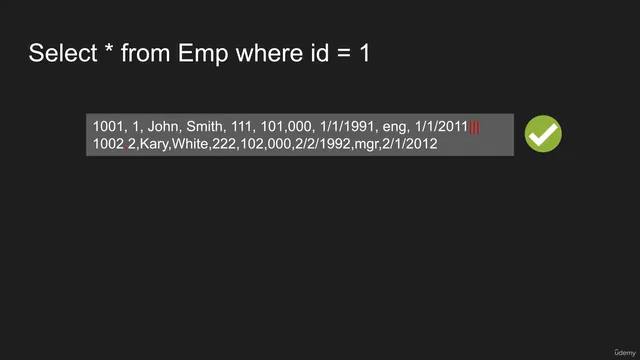 Select * from Emp where id = 1
1001, 1, John, Smith, 111, 101,000, 1/1/1991, eng, 1/1/2011|||
1002:2,Kary,White,222,102,000,2/2/1992,mgr,2/1/2012
ûdemy